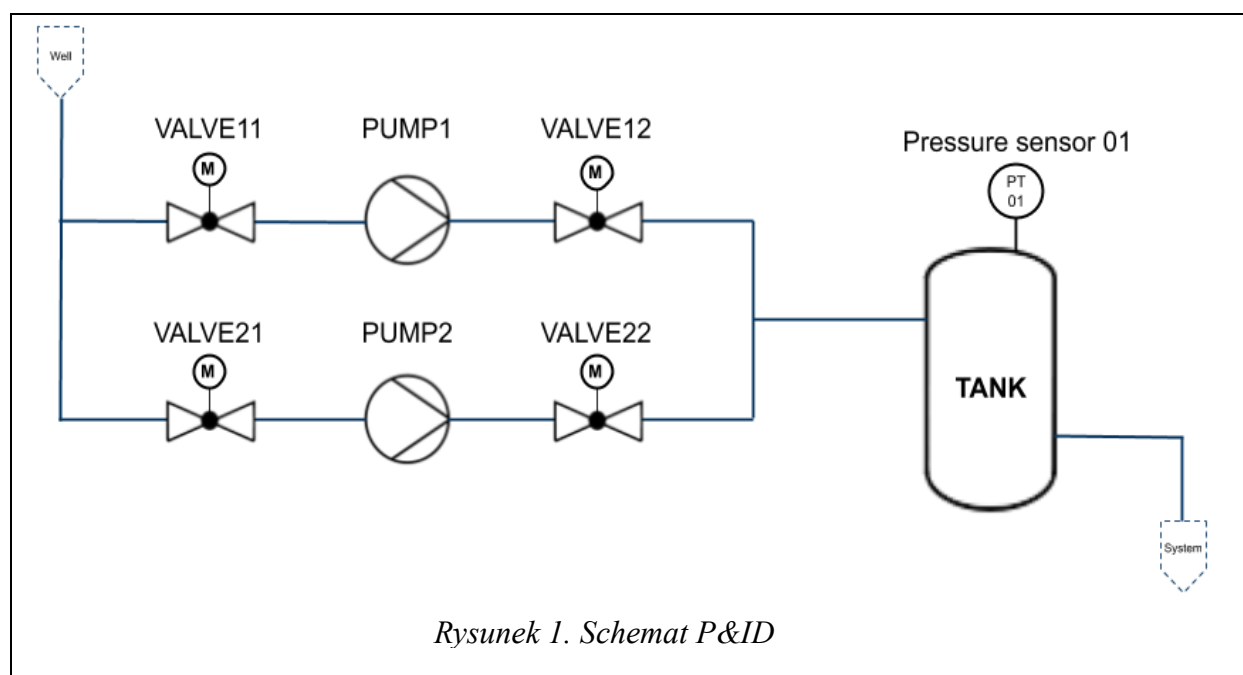 Well
VALVE11 PUMP1 VALVE12
Pressure sensor 01
M M
PT
01
VALVE21 PUMP2 VALVE22
M M
TANK
System
Rysunek 1. Schemat P&ID